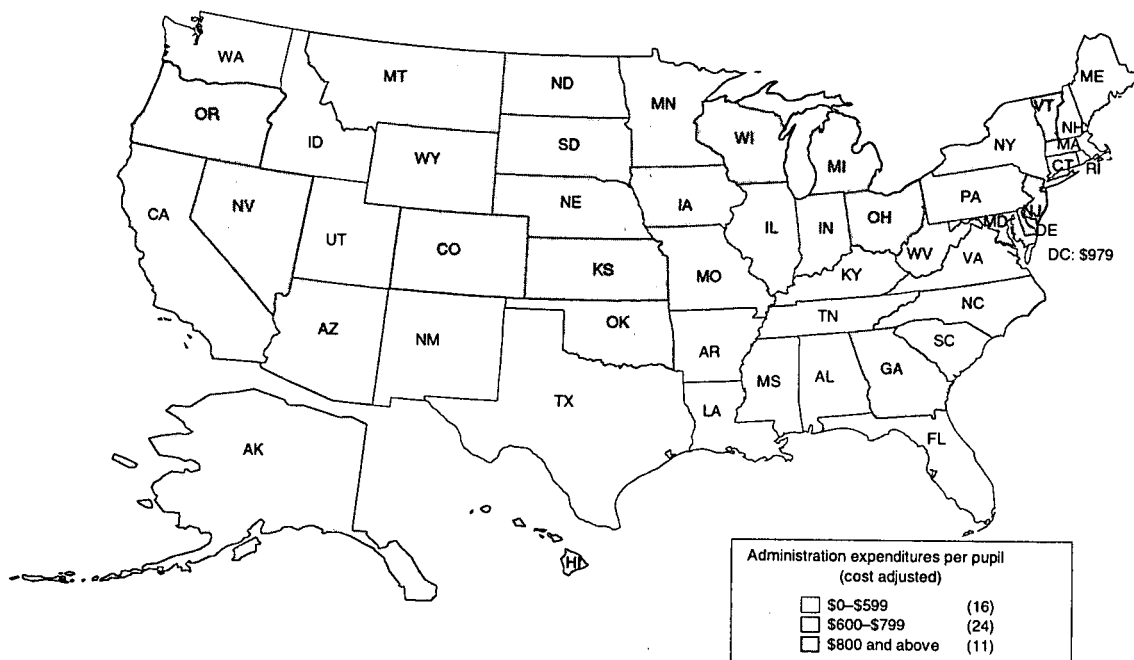 WA
MT
ND
MN
ME
OR
ID
WY
SD
WI
MI
NY
VT
NH
MA
CT
RI
CA
NV
UT
CO
NE
KS
IA
IL
IN
OH
PA
NJ
MD
DE
DC: $979
MO
KY
WV
VA
AZ
NM
OK
AR
TN
NC
SC
TX
LA
MS
AL
GA
FL
AK
HI
Administration expenditures per pupil
(cost adjusted)
$0–$599 (16)
$600–$799 (24)
$800 and above (11)